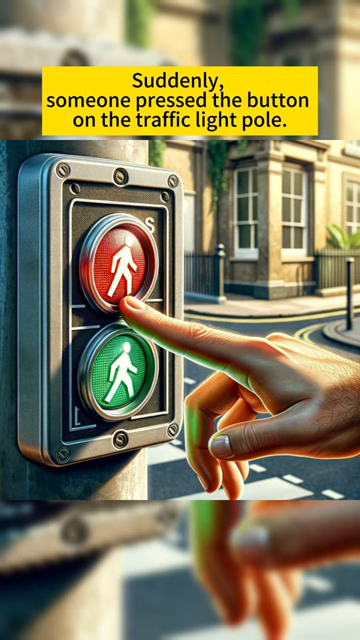 Suddenly,
someone pressed the button
on the traffic light pole.
S